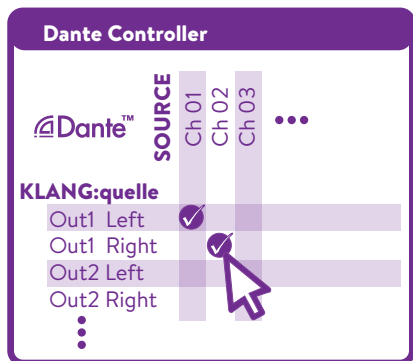 Dante Controller
Dante™
SOURCE
Ch 01
Ch 02
Ch 03
•••
KLANG:quelle
Out1 Left
Out1 Right
Out2 Left
Out2 Right